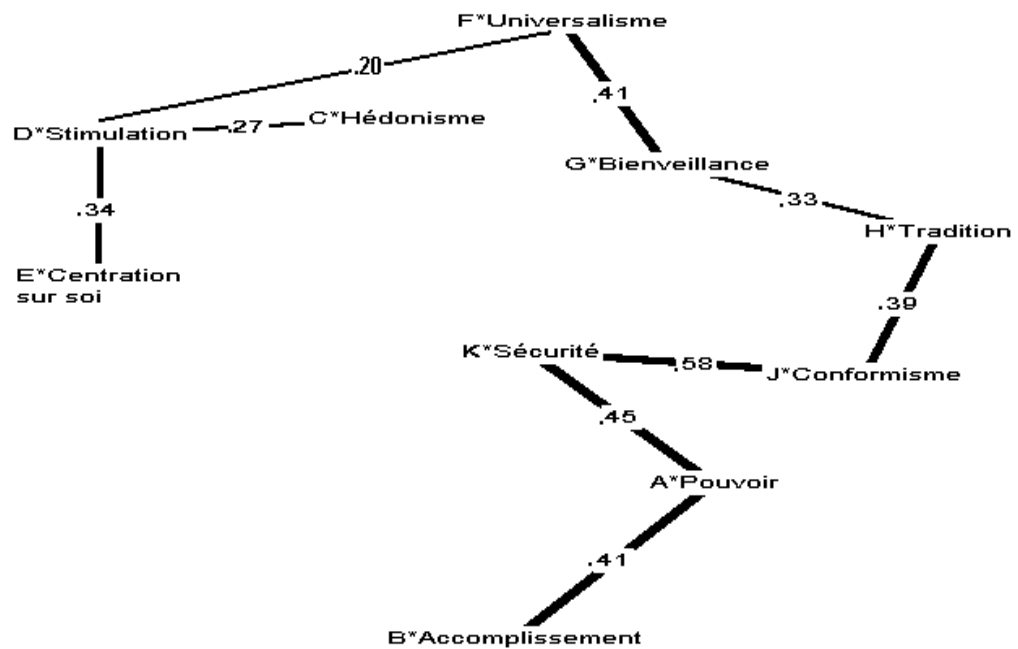 F*Universalisme
.20
.41
C*Hédonisme
D*Stimulation
.27
G*Bienveillance
.33
.34
H*Tradition
E*Centration
sur soi
.39
K*Sécurité
.58
J*Conformisme
.45
A*Pouvoir
.41
B*Accomplissement